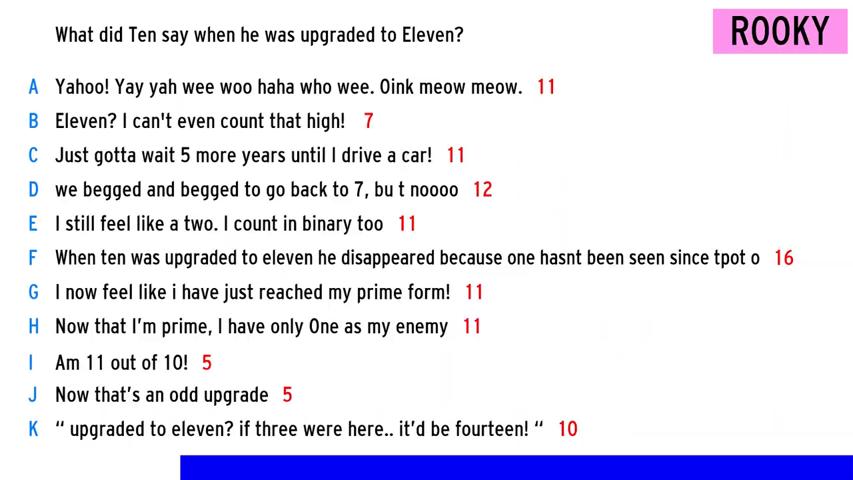 What did Ten say when he was upgraded to Eleven?
ROOKY
A Yahoo! Yay yah wee woo haha who wee. Oink meow meow. 11
B Eleven? I can't even count that high! 7
C Just gotta wait 5 more years until I drive a car! 11
D we begged and begged to go back to 7, bu t noooo 12
E I still feel like a two. I count in binary too 11
F When ten was upgraded to eleven he disappeared because one hasnt been seen since tpot o 16
G I now feel like i have just reached my prime form! 11
H Now that I'm prime, I have only One as my enemy 11
I Am 11 out of 10! 5
J Now that's an odd upgrade 5
K “ upgraded to eleven? if three were here.. it'd be fourteen! “ 10